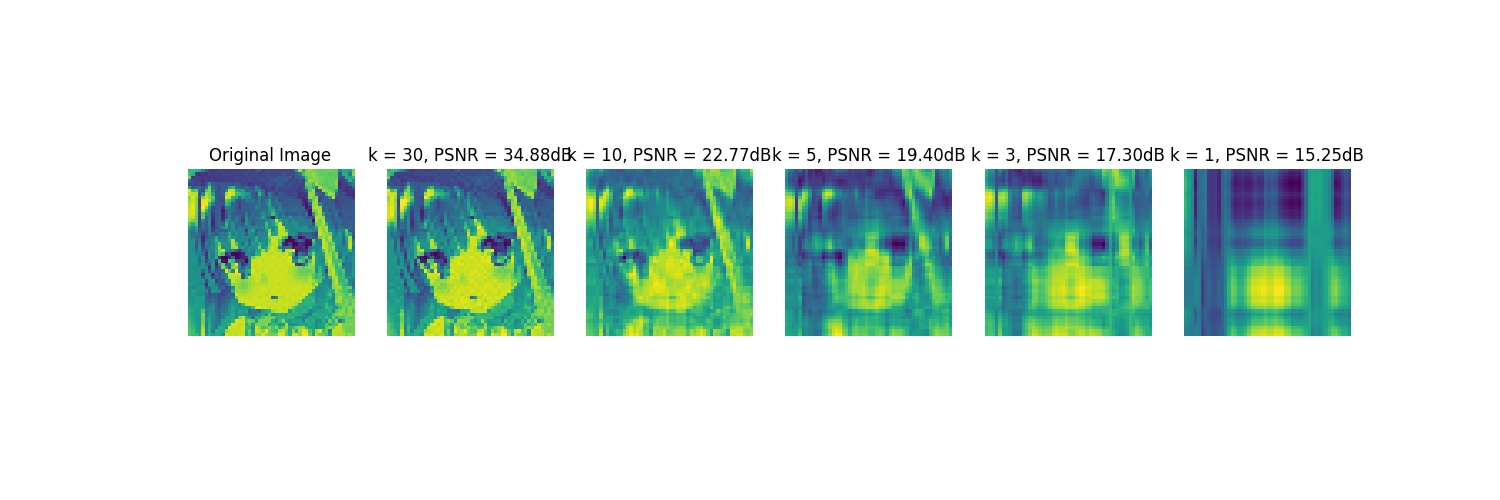 Original Image
k = 30, PSNR = 34.88dB
k = 10, PSNR = 22.77dB
k = 5, PSNR = 19.40dB
k = 3, PSNR = 17.30dB
k = 1, PSNR = 15.25dB